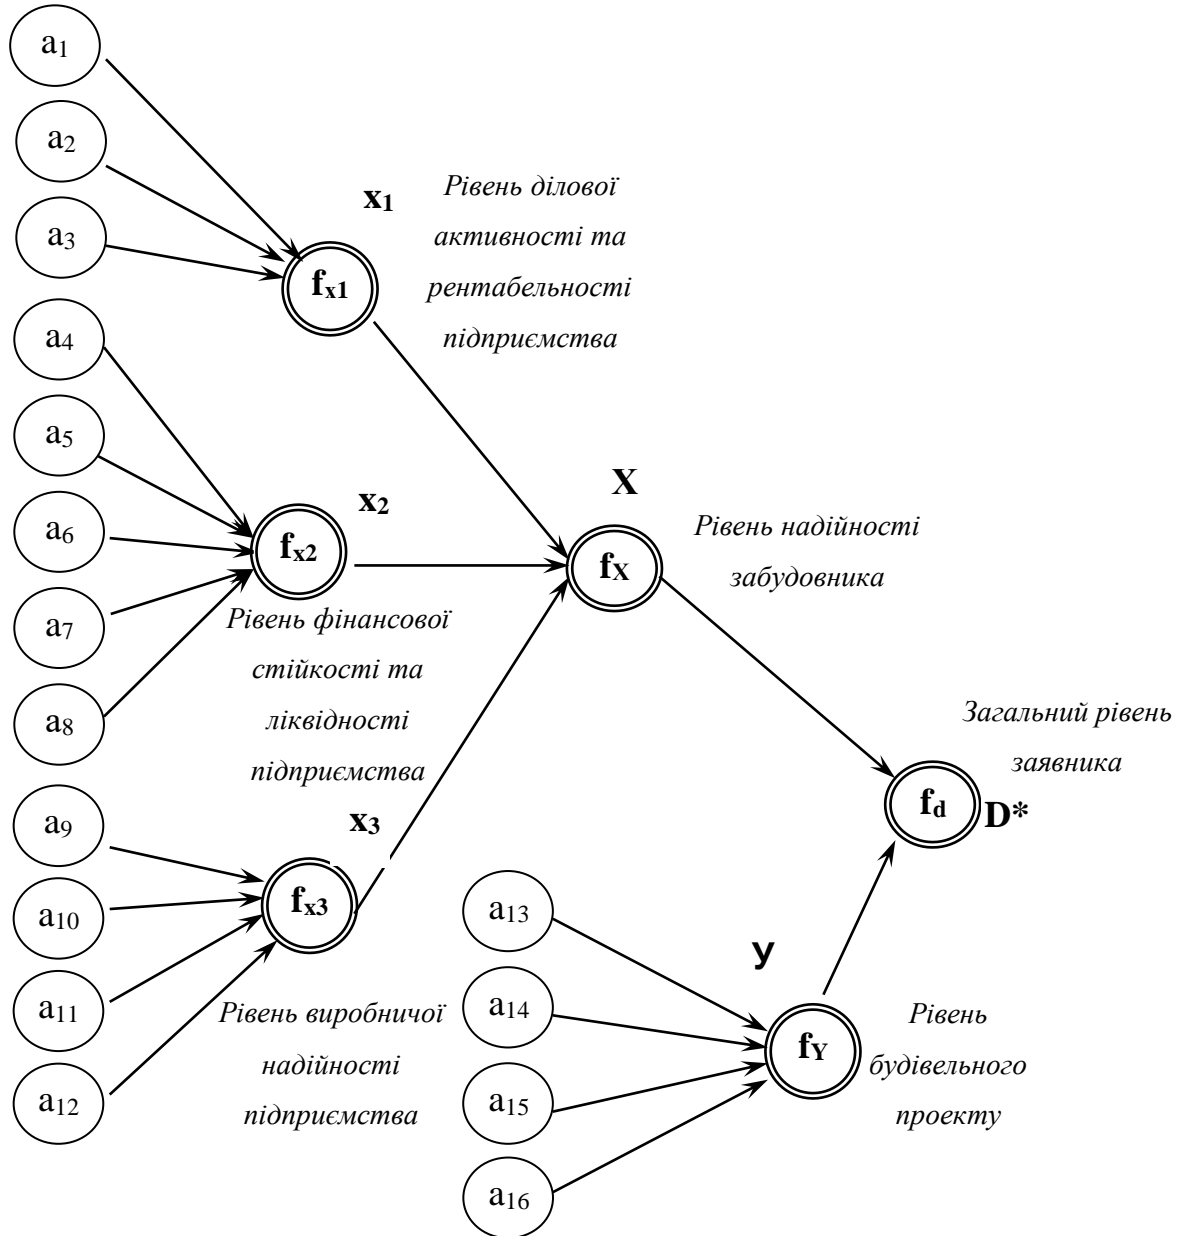 a1
a2
x1
Рівень ділової
активності та
рентабельності
підприємства
a3
fx1
a4
a5
a6
a7
a8
x2
fx2
Рівень фінансової
стійкості та
ліквідності
підприємства
X
fX
Рівень надійності
забудовника
Загальний рівень
заявника
fd
D*
a9
a10
a11
a12
x3
fx3
Рівень виробничої
надійності
підприємства
a13
a14
a15
a16
У
fY
Рівень
будівельного
проекту